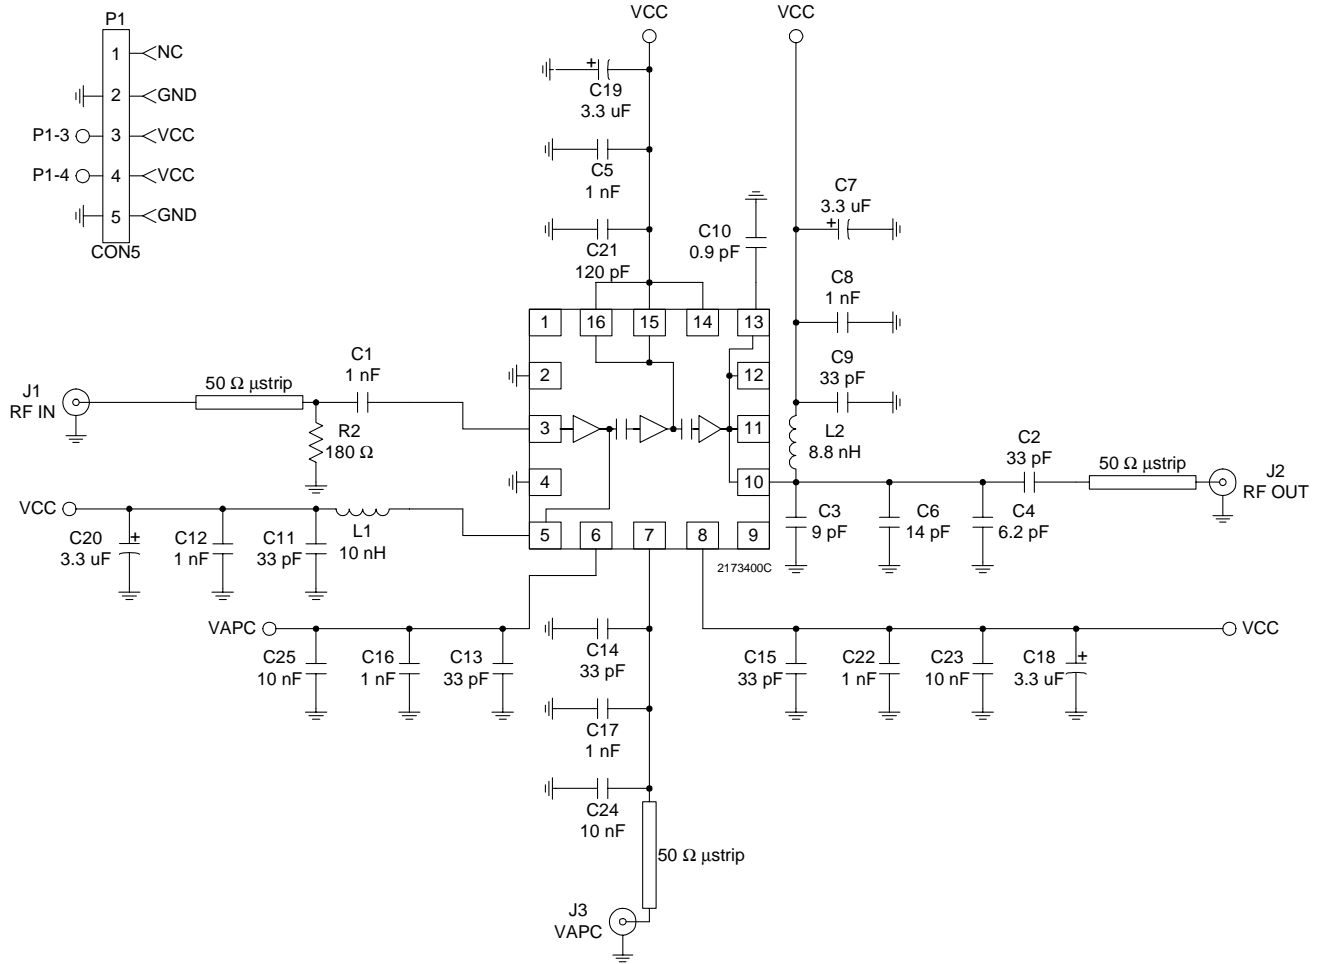 P1
1 NC
2 GND
P1-3 3 VCC
P1-4 4 VCC
5 GND
CON5
VCC
VCC
+
C19
3.3 uF
C5
1 nF
C21
120 pF
C10
0.9 pF
C7
3.3 uF
+
C8
1 nF
C9
33 pF
L2
8.8 nH
1
16
15
14
13
2
12
3
11
4
10
5
6
7
8
9
2173400C
J1
RF IN
50 Ω µstrip
C1
1 nF
R2
180 Ω
VCC
C20
3.3 uF
+
C12
1 nF
C11
33 pF
L1
10 nH
C3
9 pF
C6
14 pF
C4
6.2 pF
C2
33 pF
50 Ω µstrip
J2
RF OUT
VAPC
C25
10 nF
C16
1 nF
C13
33 pF
C14
33 pF
C17
1 nF
C24
10 nF
50 Ω µstrip
J3
VAPC
C15
33 pF
C22
1 nF
C23
10 nF
C18
3.3 uF
+
VCC